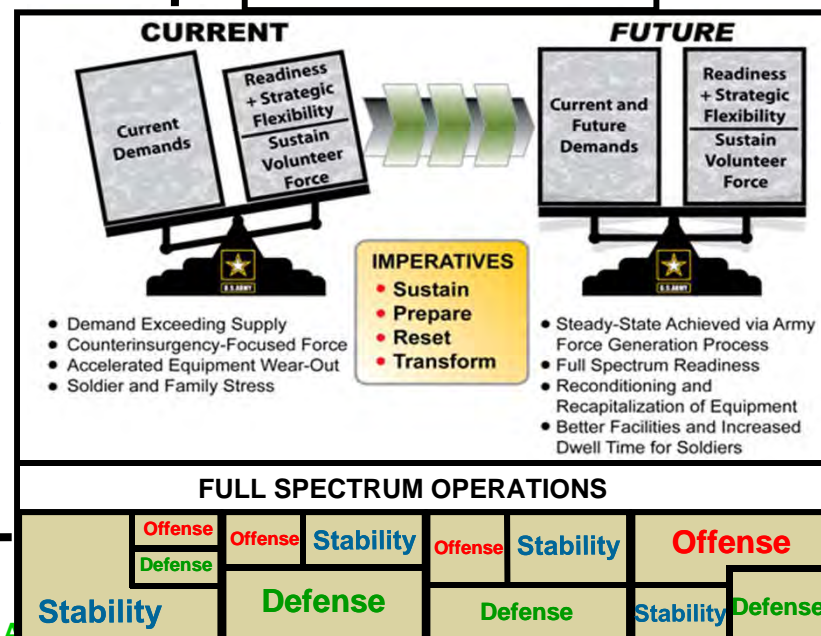 CURRENT
Current
Demands
Readiness
+ Strategic
Flexibility
Sustain
Volunteer
Force
U.S.ARMY
• Demand Exceeding Supply
• Counterinsurgency-Focused Force
• Accelerated Equipment Wear-Out
• Soldier and Family Stress
IMPERATIVES
• Sustain
• Prepare
• Reset
• Transform
FUTURE
Current and
Future
Demands
Readiness
+ Strategic
Flexibility
Sustain
Volunteer
Force
U.S.ARMY
• Steady-State Achieved via Army
Force Generation Process
• Full Spectrum Readiness
• Reconditioning and
Recapitalization of Equipment
• Better Facilities and Increased
Dwell Time for Soldiers
FULL SPECTRUM OPERATIONS
Offense
Defense
Stability
Offense
Stability
Defense
Offense
Stability
Defense
Offense
Stability
Defense